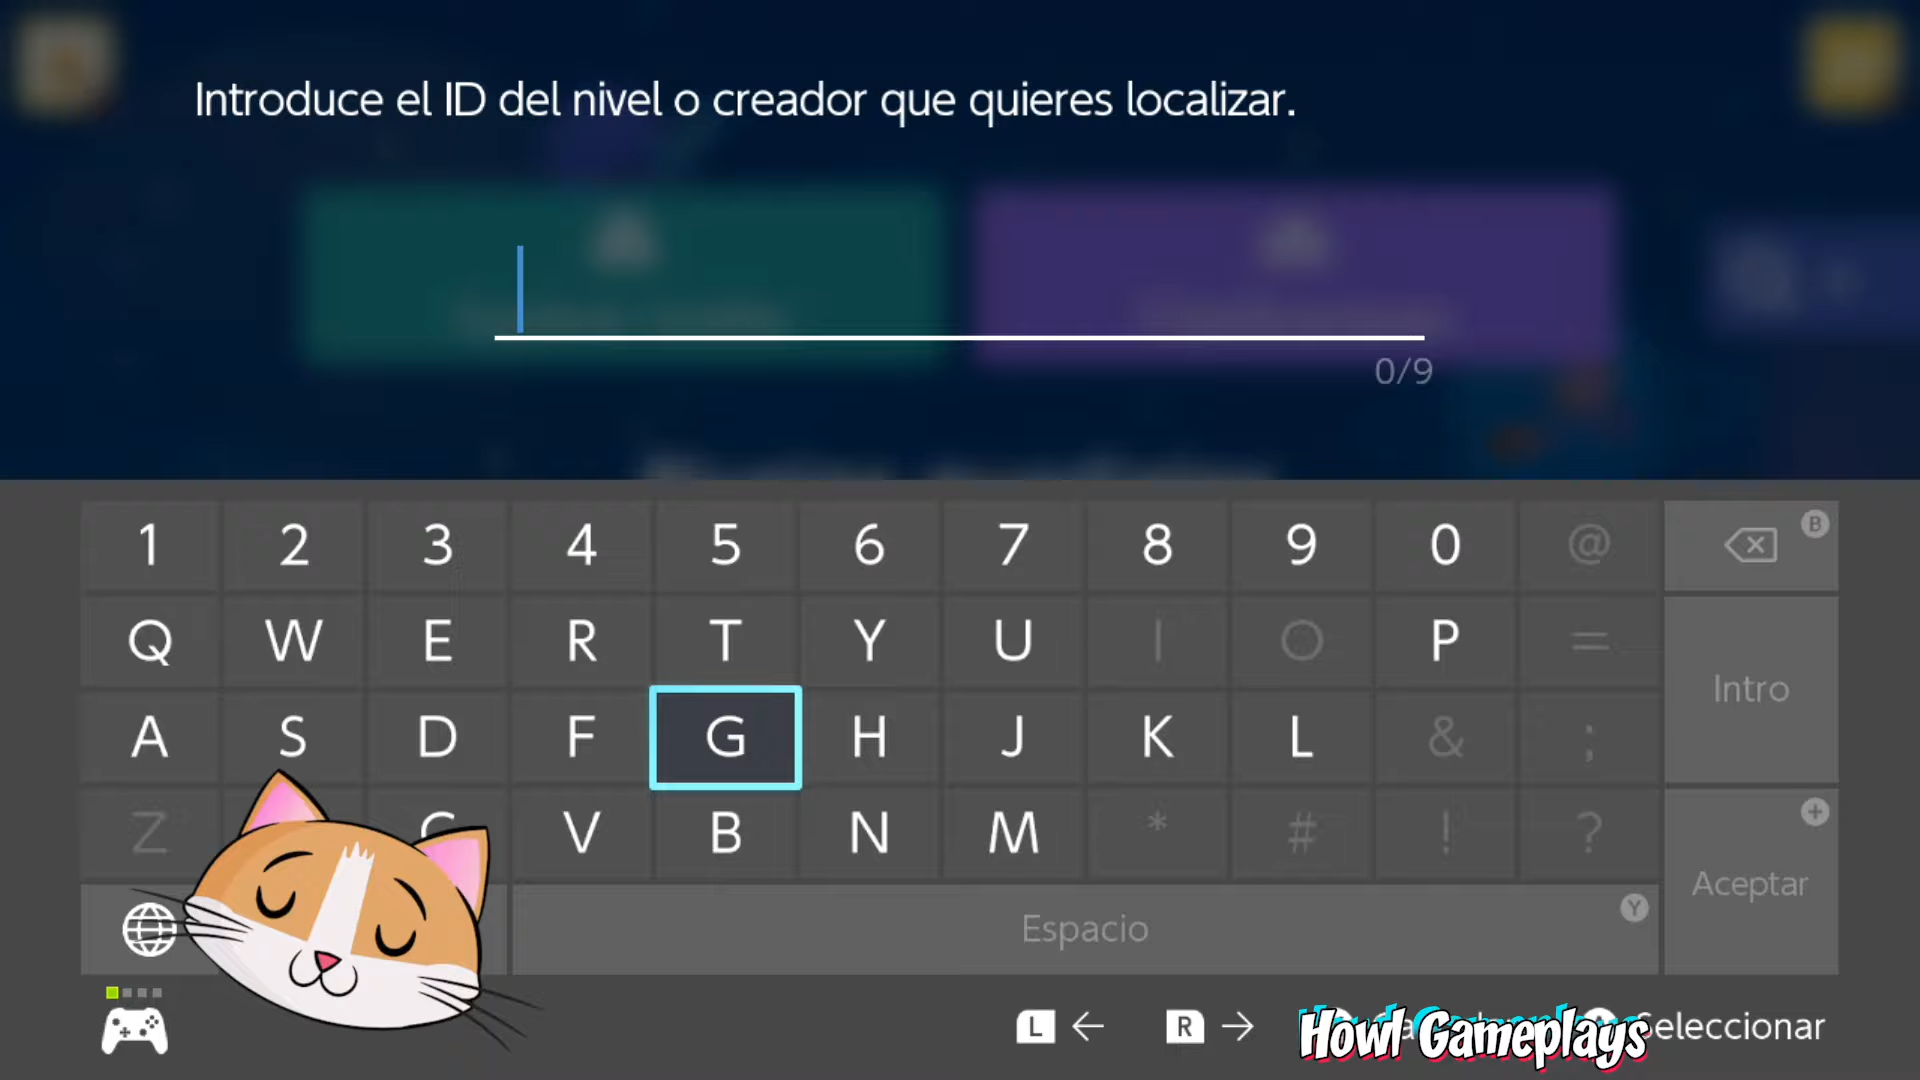 Introduce el ID del nivel o creador que quieres localizar.
0/9
1 2 3 4 5 6 7 8 9 0 @ B
Q W E R T Y U I O P =
Intro
A S D F G H J K L & ;
Z C V B N M * # ! ? +
Aceptar
Espacio Y
L ← R → Seleccionar
Howl Gameplays